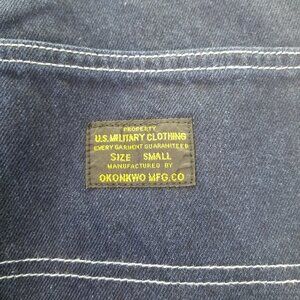 PROPERTY
U.S. MILITARY CLOTHING
EVERY GARMENT GUARANTEED
SIZE SMALL
MANUFACTURED BY
OKONKWO MFG.CO